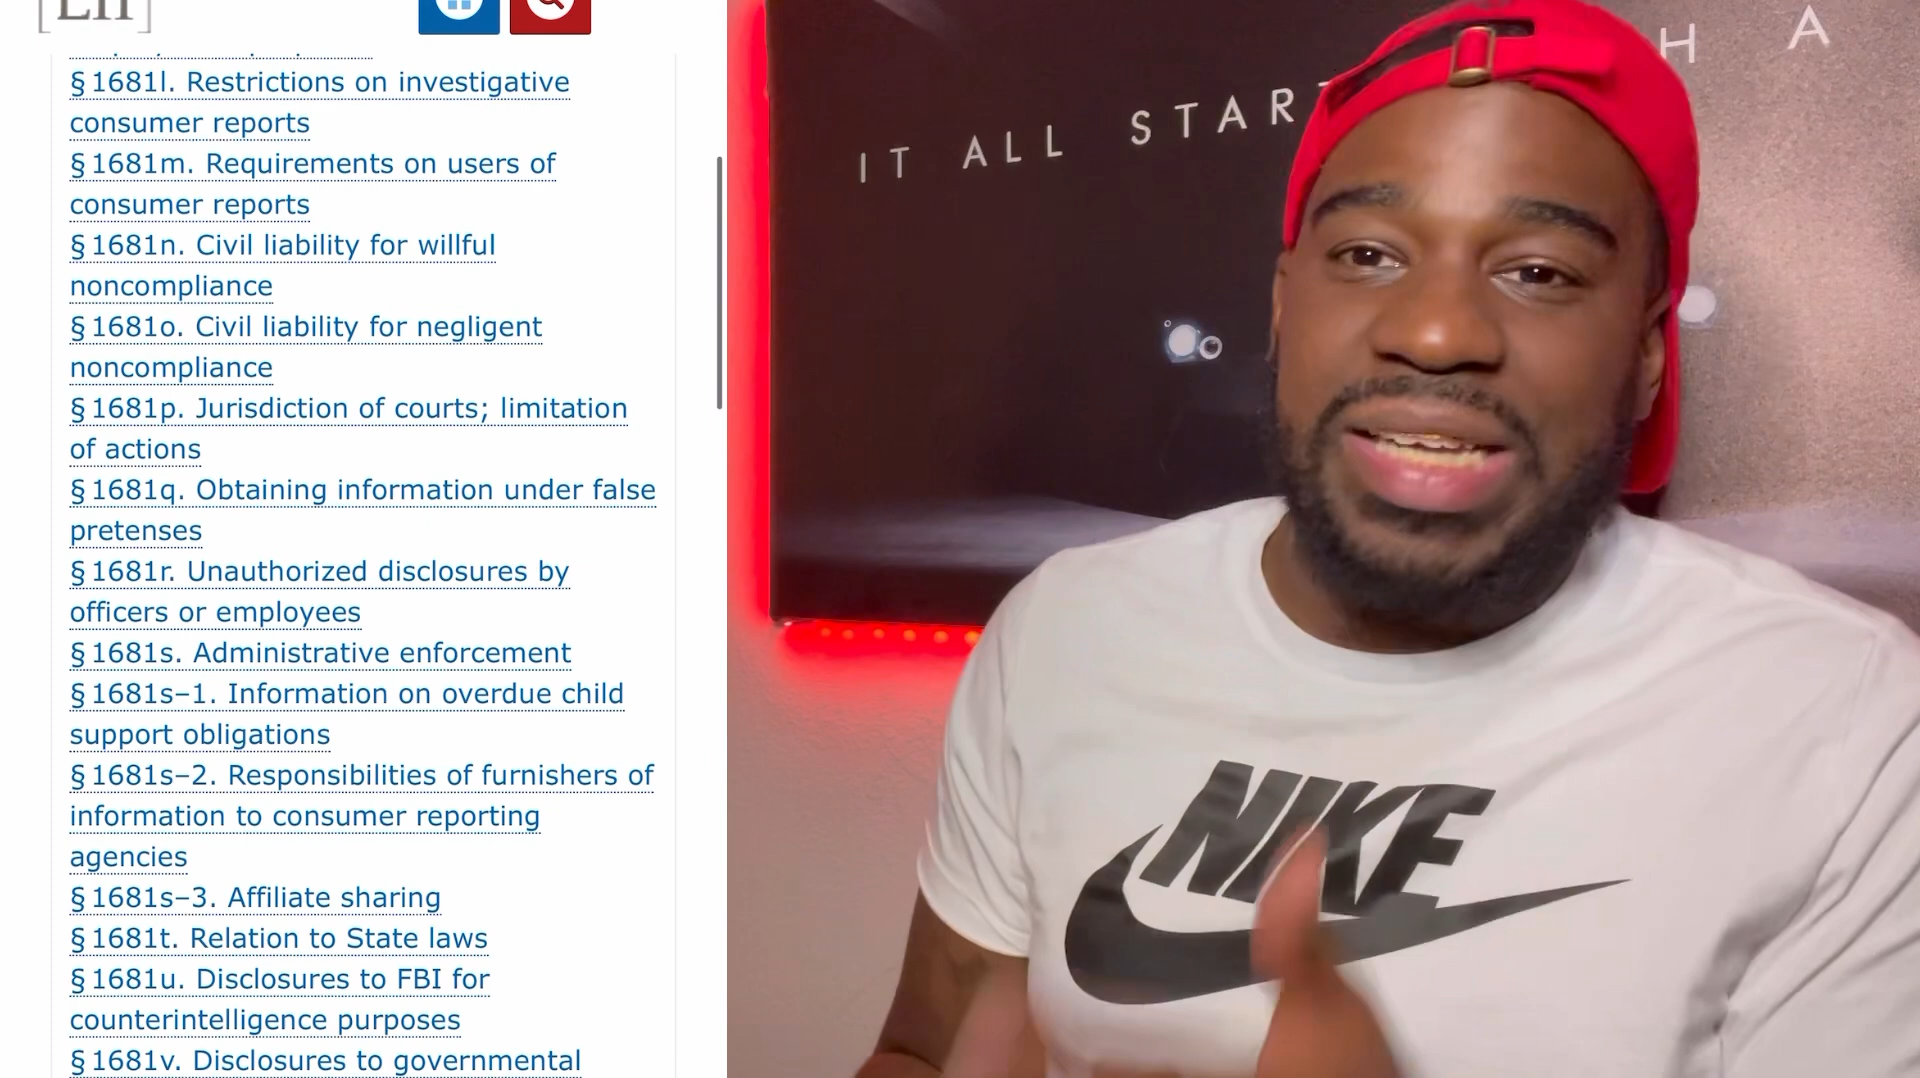 LII
§ 1681l. Restrictions on investigative
consumer reports
§ 1681m. Requirements on users of
consumer reports
§ 1681n. Civil liability for willful
noncompliance
§ 1681o. Civil liability for negligent
noncompliance
§ 1681p. Jurisdiction of courts; limitation
of actions
§ 1681q. Obtaining information under false
pretenses
§ 1681r. Unauthorized disclosures by
officers or employees
§ 1681s. Administrative enforcement
§ 1681s–1. Information on overdue child
support obligations
§ 1681s–2. Responsibilities of furnishers of
information to consumer reporting
agencies
§ 1681s–3. Affiliate sharing
§ 1681t. Relation to State laws
§ 1681u. Disclosures to FBI for
counterintelligence purposes
§ 1681v. Disclosures to governmental
IT ALL STAR H A
NIKE